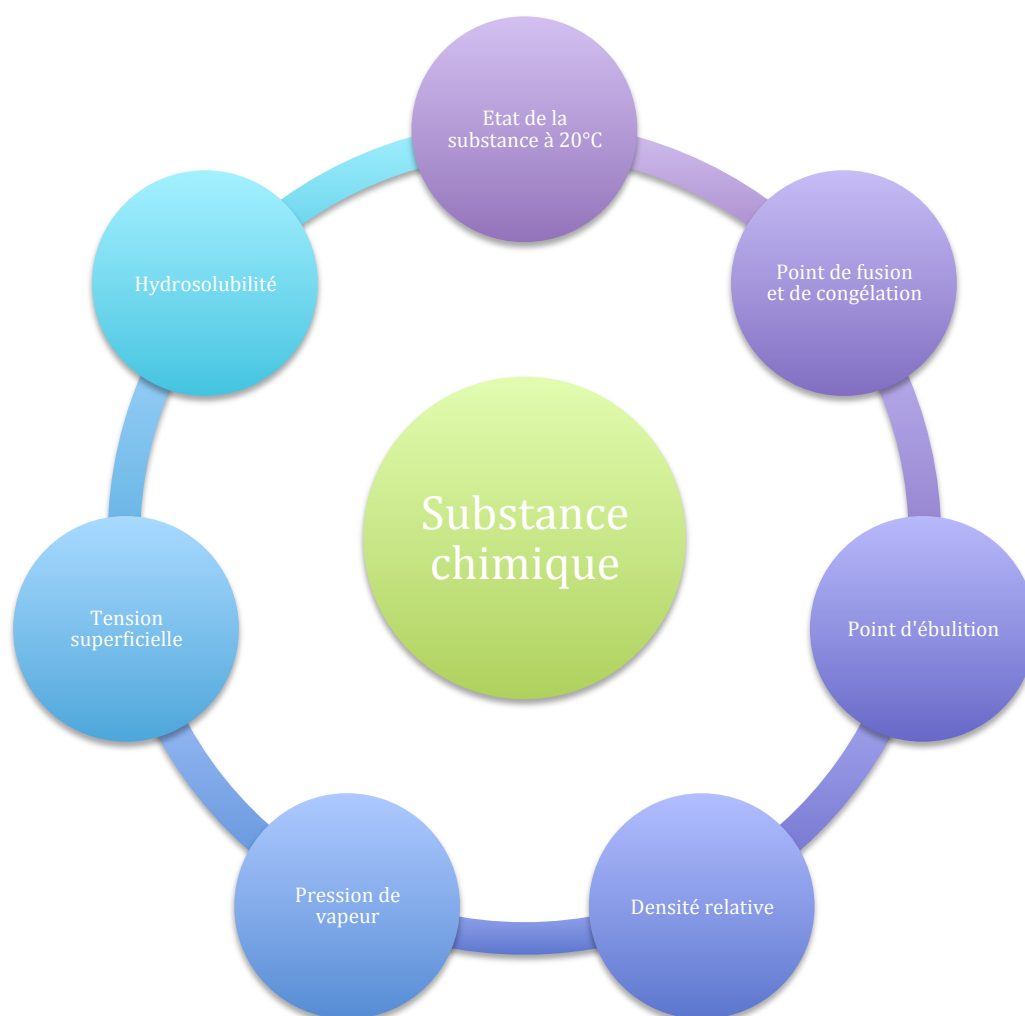 Etat de la
substance à 20°C
Point de fusion
et de congélation
Point d'ébulition
Densité relative
Pression de
vapeur
Tension
superficielle
Hydrosolubilité
Substance
chimique